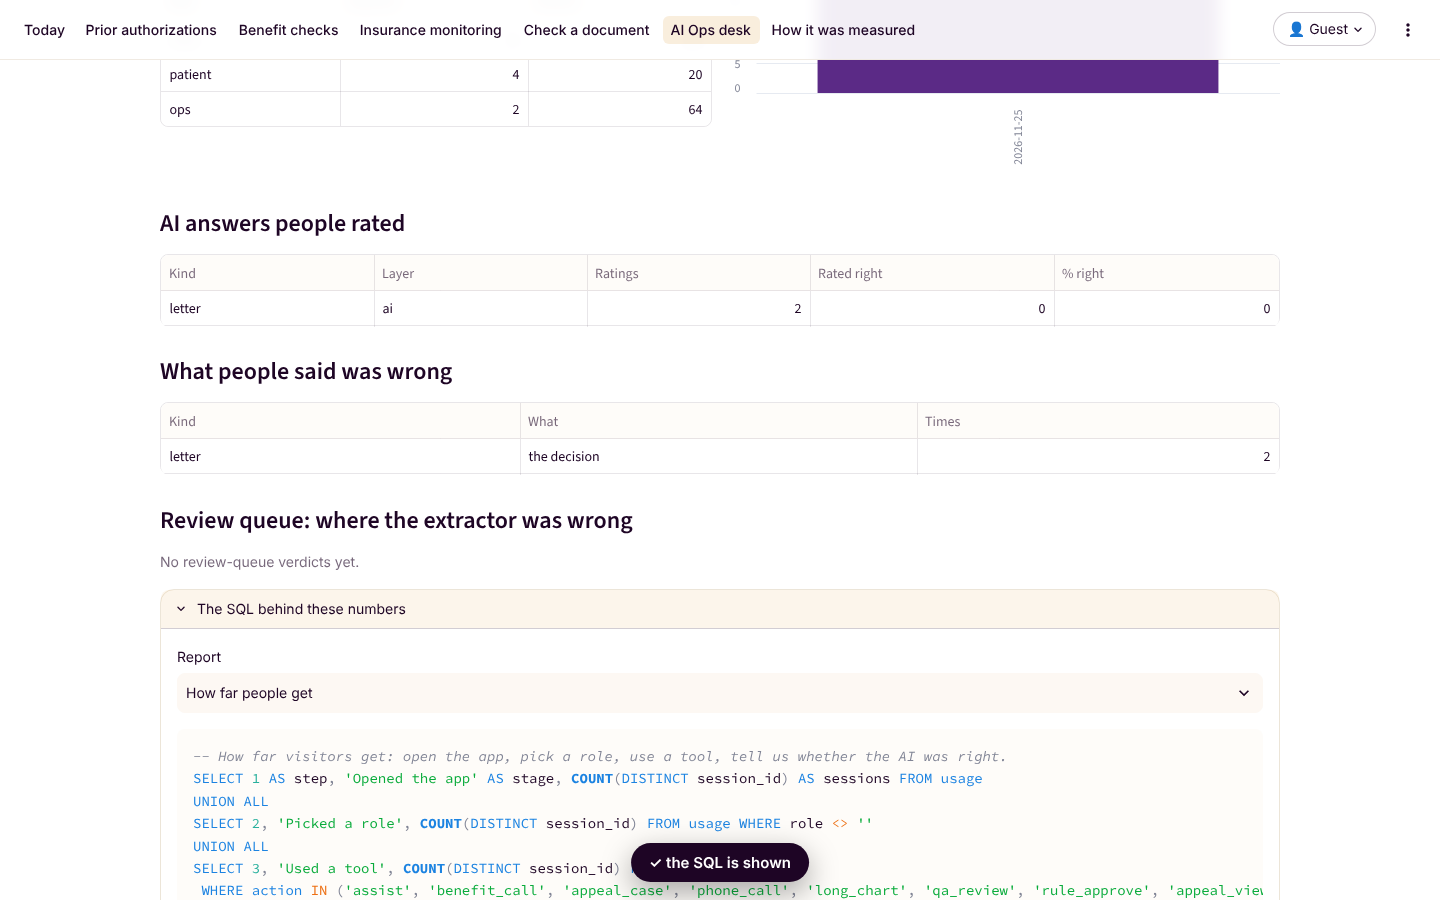 Today Prior authorizations Benefit checks Insurance monitoring Check a document AI Ops desk How it was measured 👤 Guest
patient 4 20
ops 2 64
5
0
2026-11-25
AI answers people rated
Kind Layer Ratings Rated right % right
letter ai 2 0 0
What people said was wrong
Kind What Times
letter the decision 2
Review queue: where the extractor was wrong
No review-queue verdicts yet.
The SQL behind these numbers
Report
How far people get
-- How far visitors get: open the app, pick a role, use a tool, tell us whether the AI was right.
SELECT 1 AS step, 'Opened the app' AS stage, COUNT(DISTINCT session_id) AS sessions FROM usage
UNION ALL
SELECT 2, 'Picked a role', COUNT(DISTINCT session_id) FROM usage WHERE role <> ''
UNION ALL
SELECT 3, 'Used a tool', COUNT(DISTINCT session_id)
✓ the SQL is shown
WHERE action IN ('assist', 'benefit_call', 'appeal_case', 'phone_call', 'long_chart', 'qa_review', 'rule_approve',